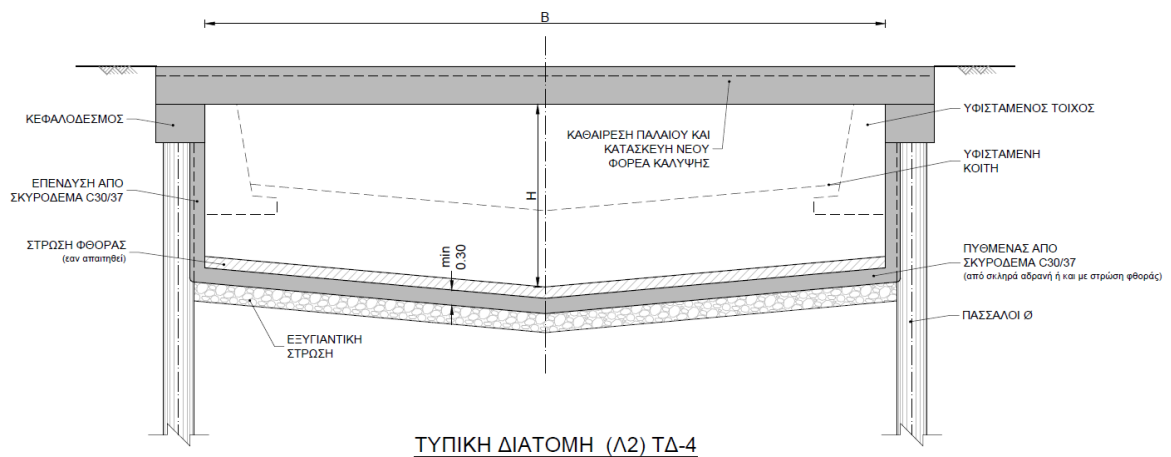 B
ΚΕΦΑΛΟΔΕΣΜΟΣ
ΕΠΕΝΔΥΣΗ ΑΠΟ
ΣΚΥΡΟΔΕΜΑ C30/37
ΣΤΡΩΣΗ ΦΘΟΡΑΣ
(εαν απαιτηθεί)
ΕΞΥΓΙΑΝΤΙΚΗ
ΣΤΡΩΣΗ
min
0.30
H
ΚΑΘΑΙΡΕΣΗ ΠΑΛΑΙΟΥ ΚΑΙ
ΚΑΤΑΣΚΕΥΗ ΝΕΟΥ
ΦΟΡΕΑ ΚΑΛΥΨΗΣ
ΥΦΙΣΤΑΜΕΝΟΣ ΤΟΙΧΟΣ
ΥΦΙΣΤΑΜΕΝΗ
ΚΟΙΤΗ
ΠΥΘΜΕΝΑΣ ΑΠΟ
ΣΚΥΡΟΔΕΜΑ C30/37
(από σκληρά αδρανή ή και με στρώση φθοράς)
ΠΑΣΣΑΛΟΙ Ø
ΤΥΠΙΚΗ ΔΙΑΤΟΜΗ (Λ2) ΤΔ-4